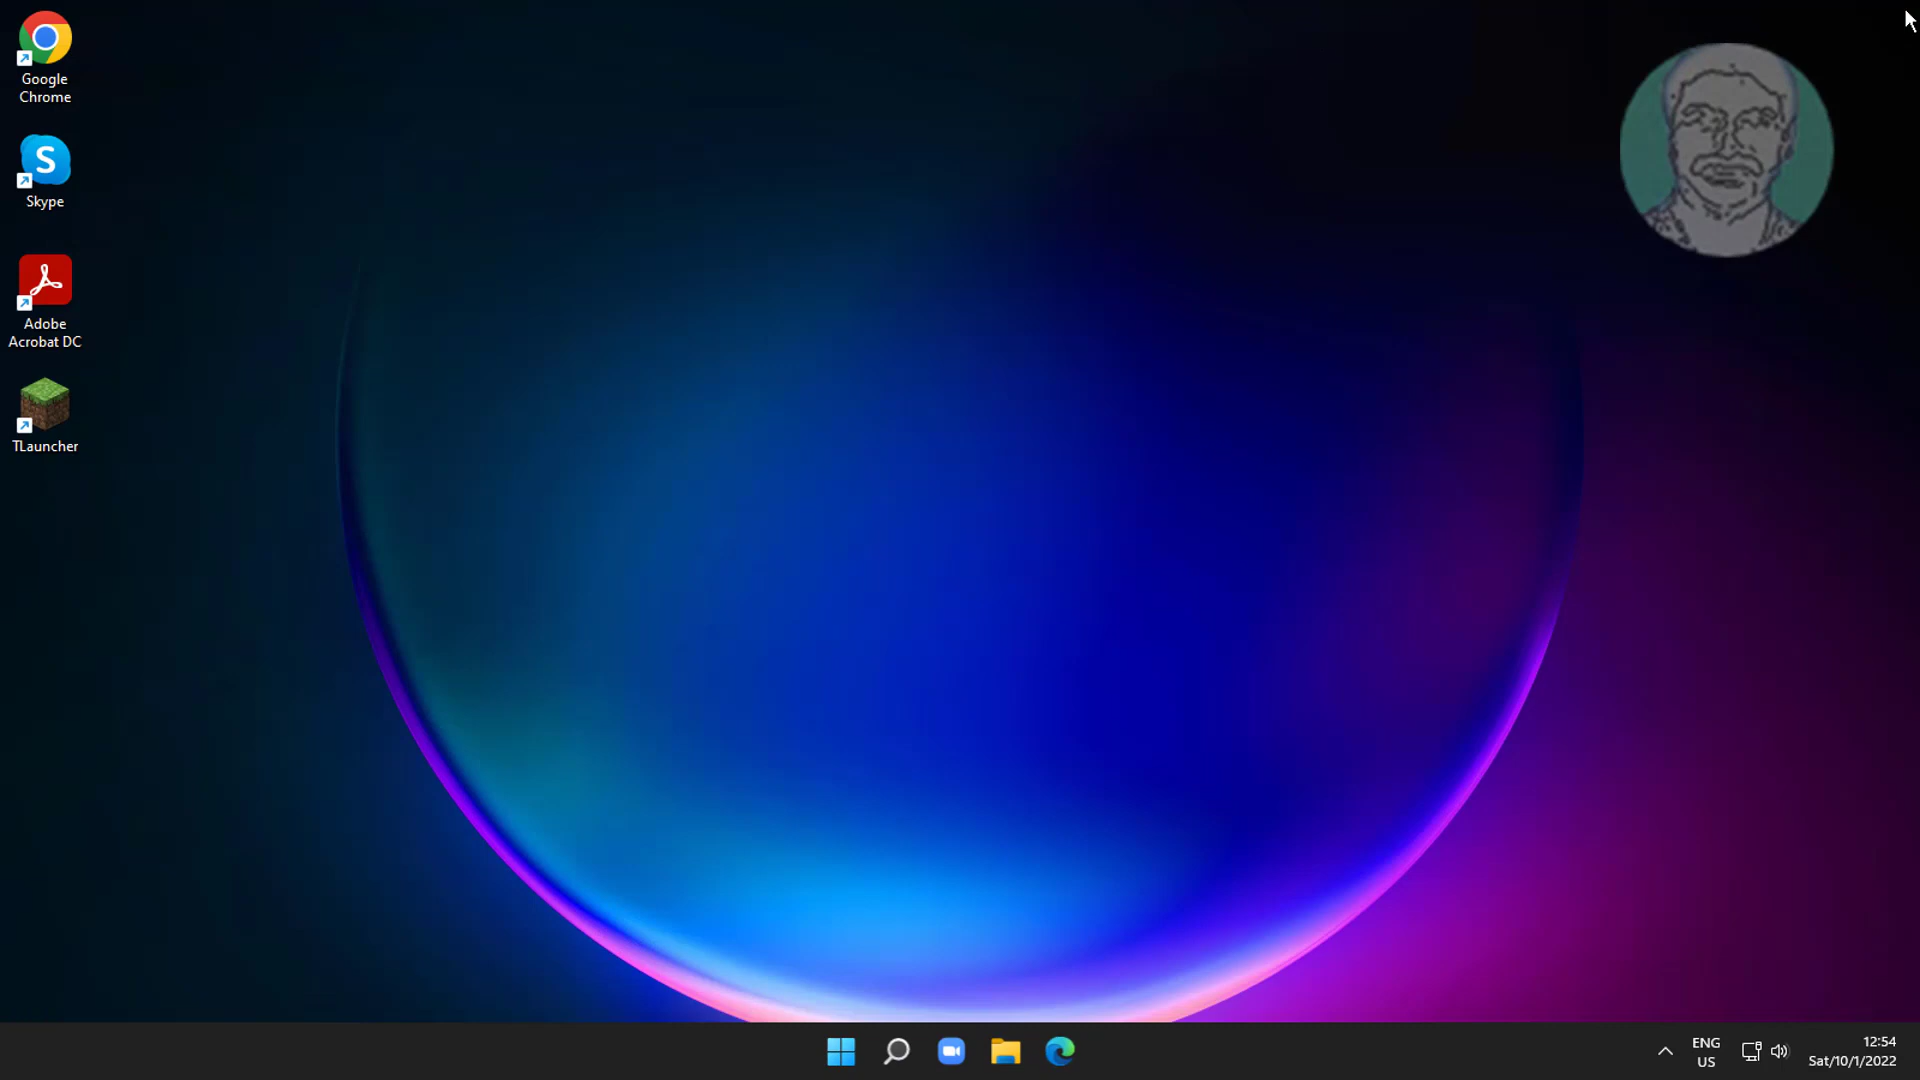 Google
Chrome
S
Skype
Adobe
Acrobat DC
TLauncher
ENG
US
12:54
Sat/10/1/2022